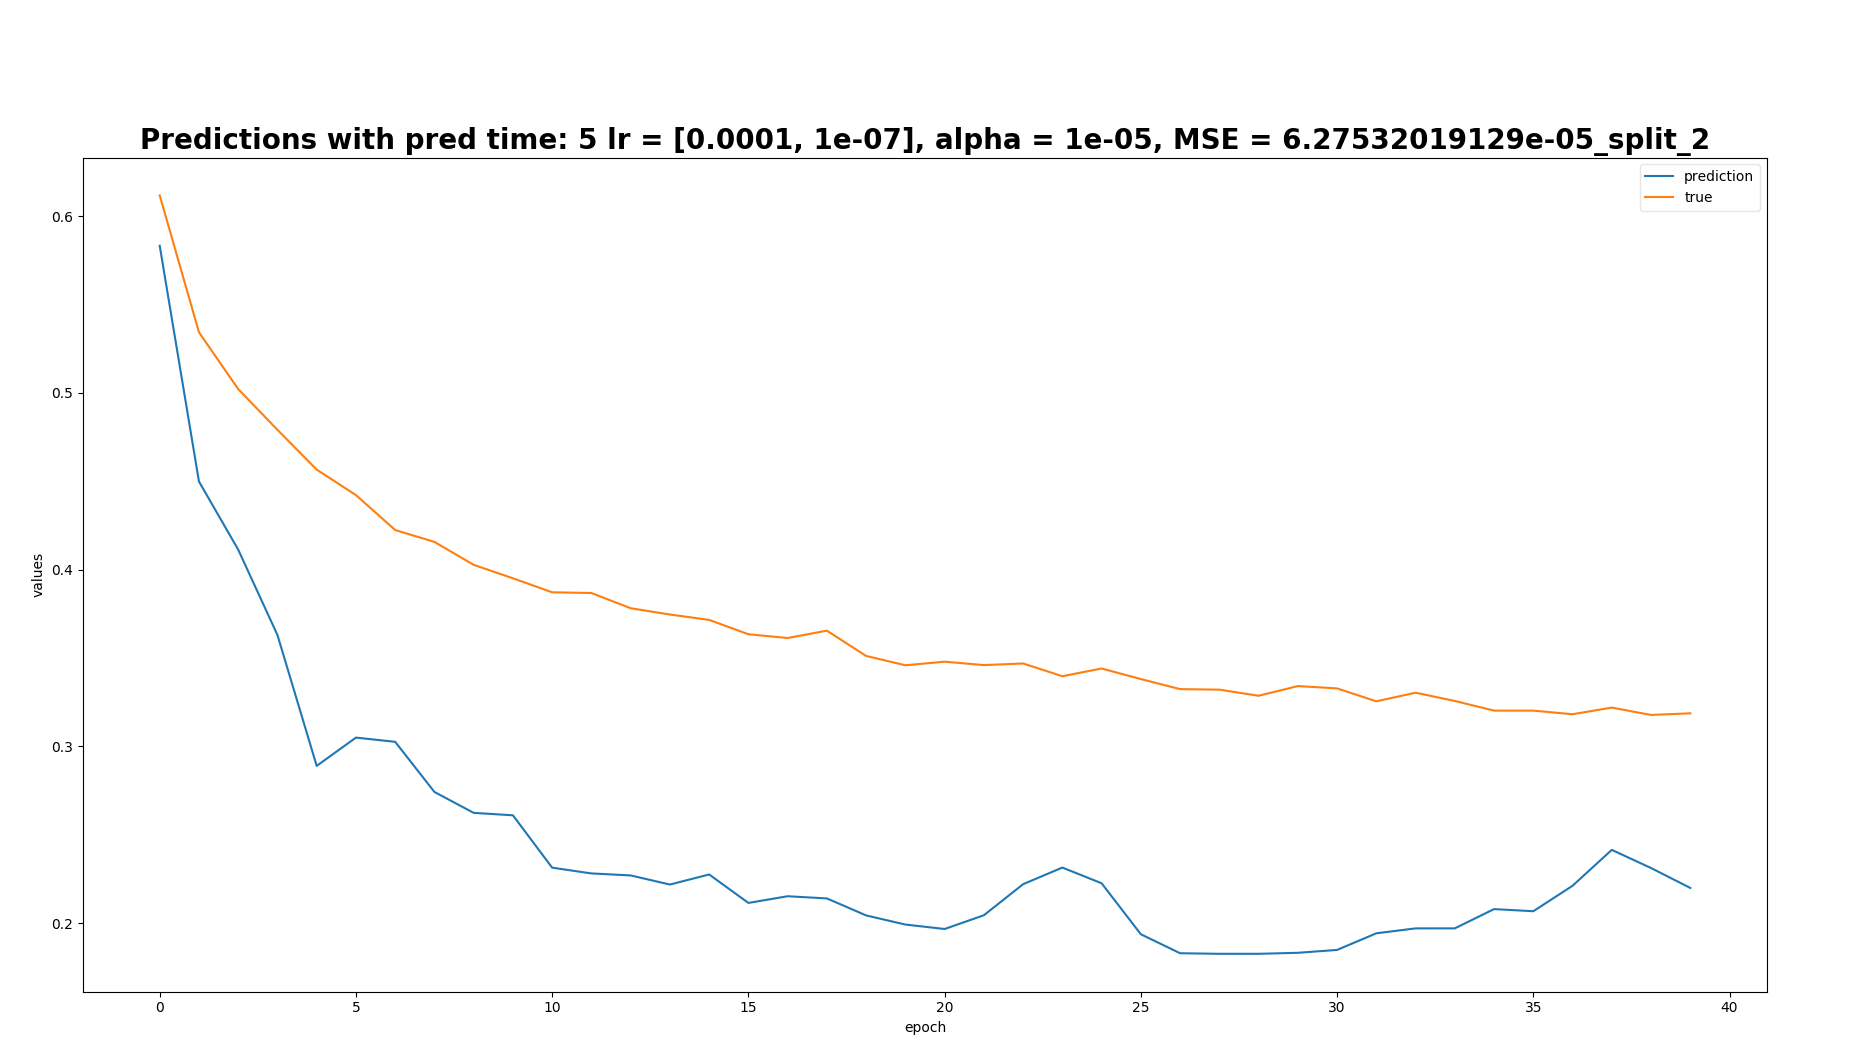 Predictions with pred time: 5 lr = [0.0001, 1e-07], alpha = 1e-05, MSE = 6.27532019129e-05_split_2
prediction
true
0.6
0.5
0.4
0.3
0.2
values
0 5 10 15 20 25 30 35 40
epoch